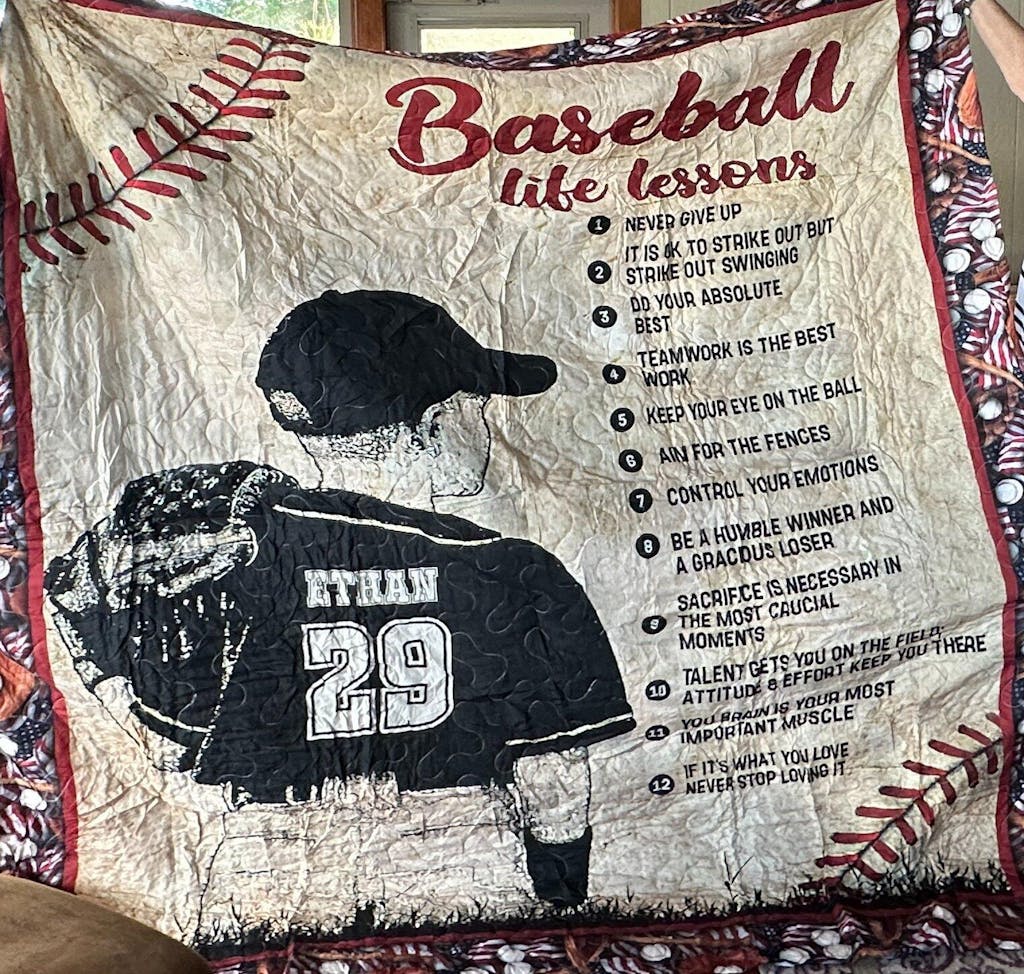 Baseball
life lessons
1 NEVER GIVE UP
2 IT IS OK TO STRIKE OUT BUT
STRIKE OUT SWINGING
3 DO YOUR ABSOLUTE
BEST
4 TEAMWORK IS THE BEST
WORK
5 KEEP YOUR EYE ON THE BALL
6 AIM FOR THE FENCES
7 CONTROL YOUR EMOTIONS
8 BE A HUMBLE WINNER AND
A GRACIOUS LOSER
9 SACRIFICE IS NECESSARY IN
THE MOST CAUCIAL
MOMENTS
10 TALENT GETS YOU ON THE FIELD;
ATTITUDE & EFFORT KEEP YOU THERE
11 YOU BRAIN IS YOUR MOST
IMPORTANT MUSCLE
12 IF IT'S WHAT YOU LOVE
NEVER STOP LOVING IT
ETHAN
29